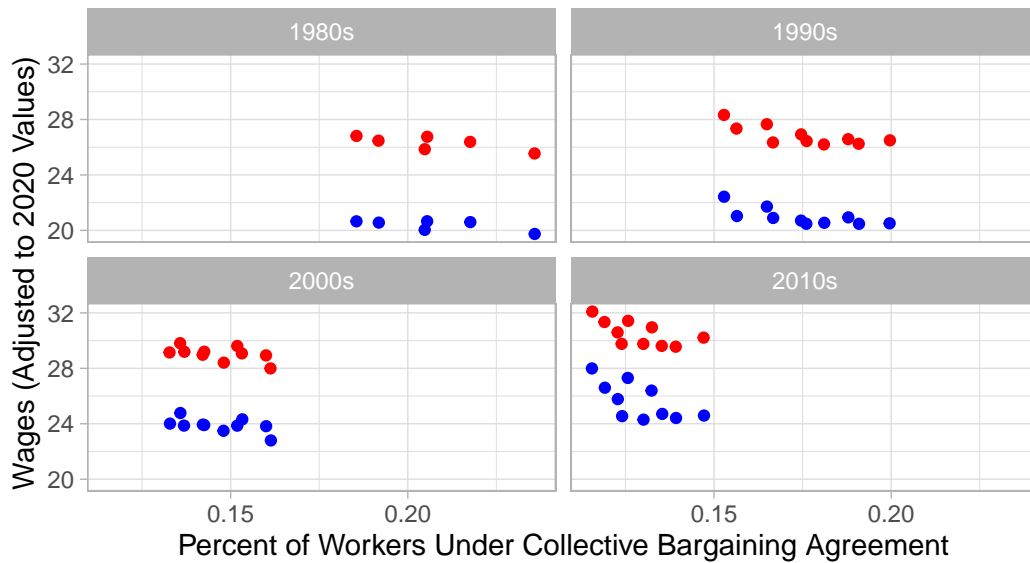 1980s
1990s
32
28
24
20
2000s
2010s
32
28
24
20
0.15
0.20
0.15
0.20
Wages (Adjusted to 2020 Values)
Percent of Workers Under Collective Bargaining Agreement